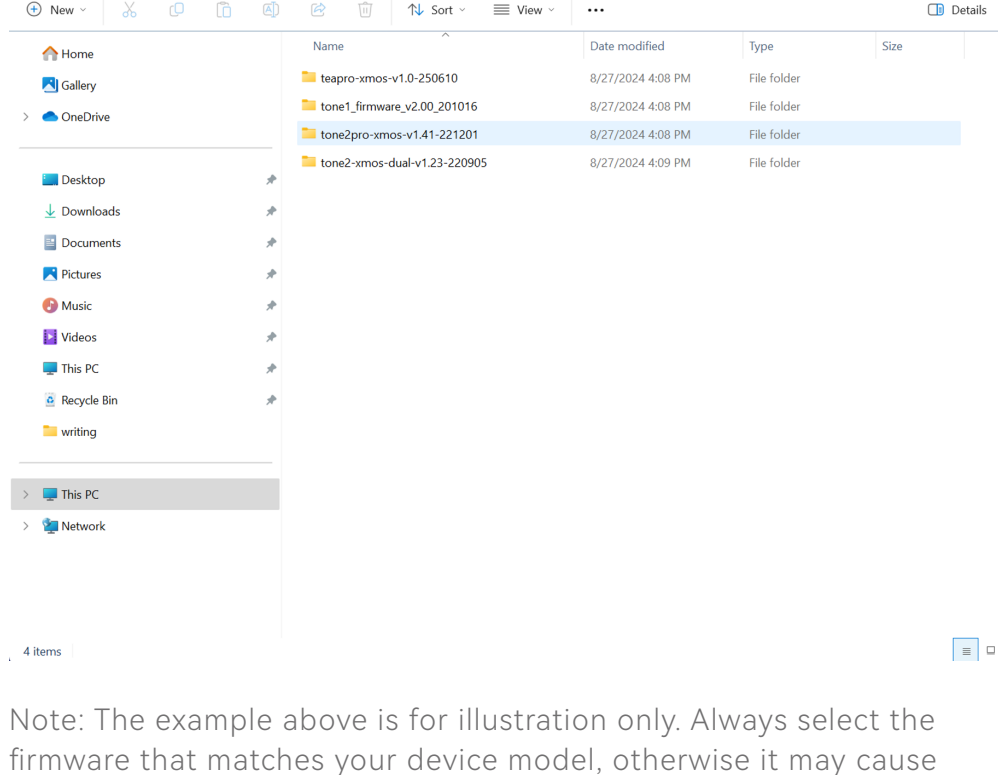 New Sort View ... Details
Name Date modified Type Size
Home
Gallery
OneDrive
Desktop
Downloads
Documents
Pictures
Music
Videos
This PC
Recycle Bin
writing
This PC
Network
teapro-xmos-v1.0-250610 8/27/2024 4:08 PM File folder
tone1_firmware_v2.00_201016 8/27/2024 4:08 PM File folder
tone2pro-xmos-v1.41-221201 8/27/2024 4:08 PM File folder
tone2-xmos-dual-v1.23-220905 8/27/2024 4:09 PM File folder
4 items
Note: The example above is for illustration only. Always select the
firmware that matches your device model, otherwise it may cause